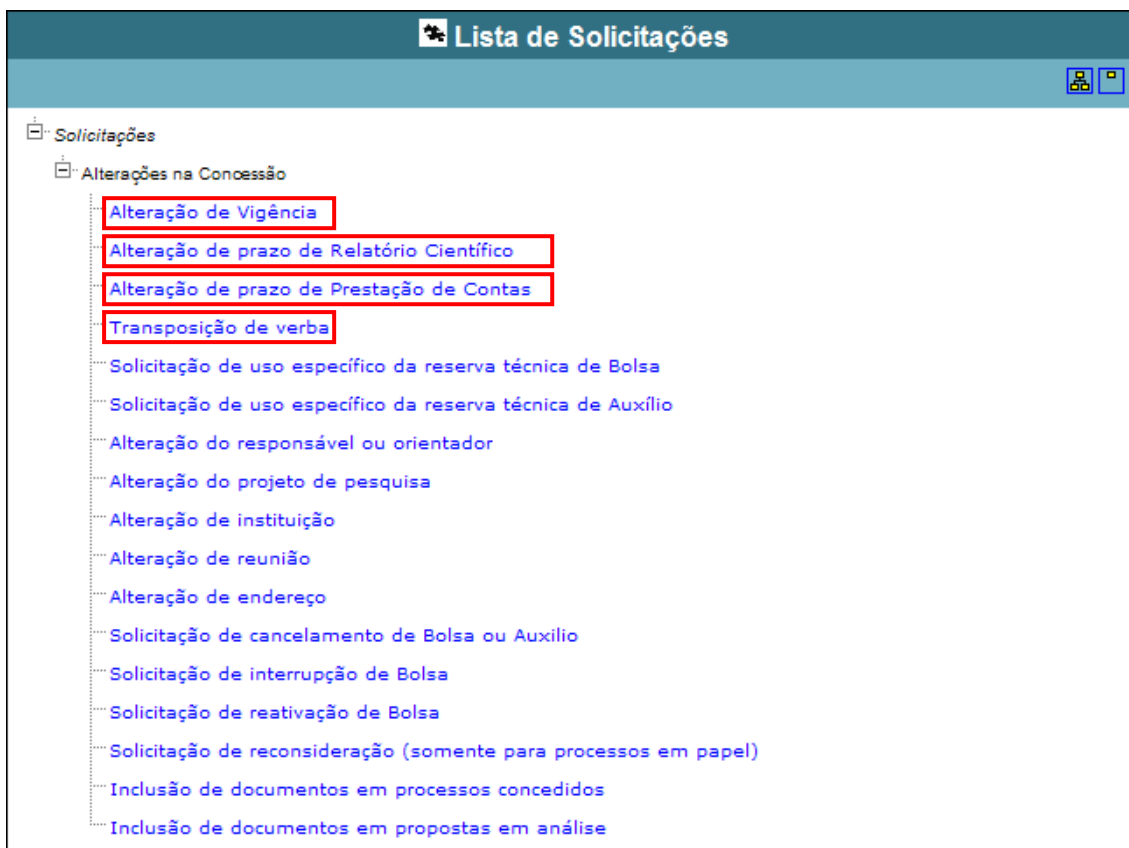 Lista de Solicitações
Solicitações
Alterações na Concessão
Alteração de Vigência
Alteração de prazo de Relatório Científico
Alteração de prazo de Prestação de Contas
Transposição de verba
Solicitação de uso específico da reserva técnica de Bolsa
Solicitação de uso específico da reserva técnica de Auxílio
Alteração do responsável ou orientador
Alteração do projeto de pesquisa
Alteração de instituição
Alteração de reunião
Alteração de endereço
Solicitação de cancelamento de Bolsa ou Auxilio
Solicitação de interrupção de Bolsa
Solicitação de reativação de Bolsa
Solicitação de reconsideração (somente para processos em papel)
Inclusão de documentos em processos concedidos
Inclusão de documentos em propostas em análise